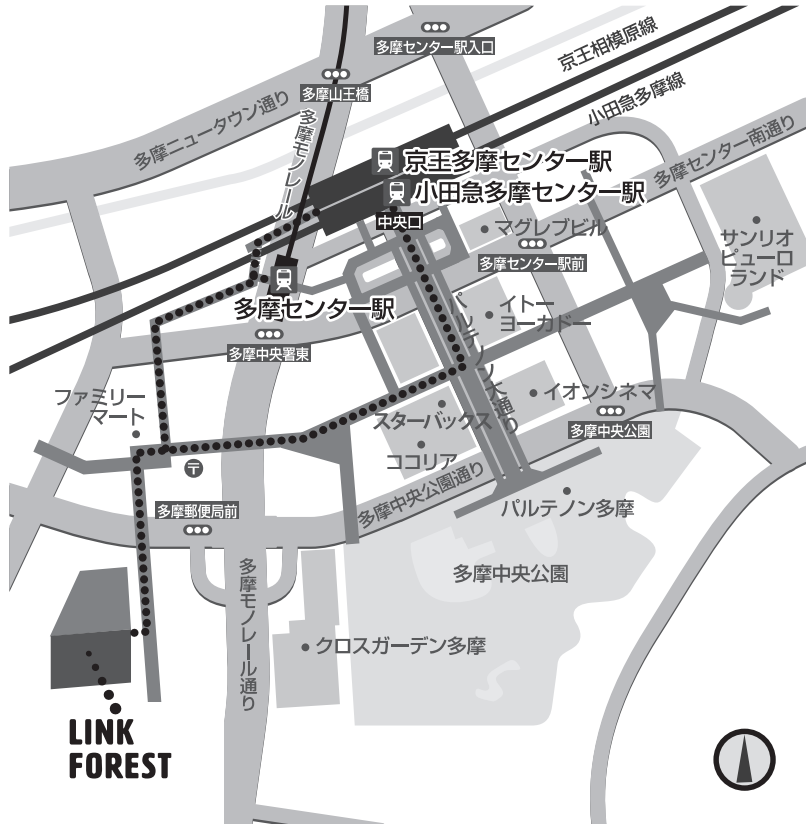 多摩センター駅入口
京王相模原線
多摩山王橋
小田急多摩線
多摩ニュータウン通り
多摩モノレール
多摩センター南通り
京王多摩センター駅
小田急多摩センター駅
中央口
マグレブビル
サンリオ
ピューロ
ランド
多摩センター駅前
多摩センター駅
パルテノン大通り
イトー
ヨーカドー
多摩中央署東
ファミリー
マート
イオンシネマ
スターバックス
多摩中央公園
ココリア
〒
多摩中央公園通り
多摩郵便局前
パルテノン多摩
多摩中央公園
多摩モノレール通り
クロスガーデン多摩
LINK
FOREST